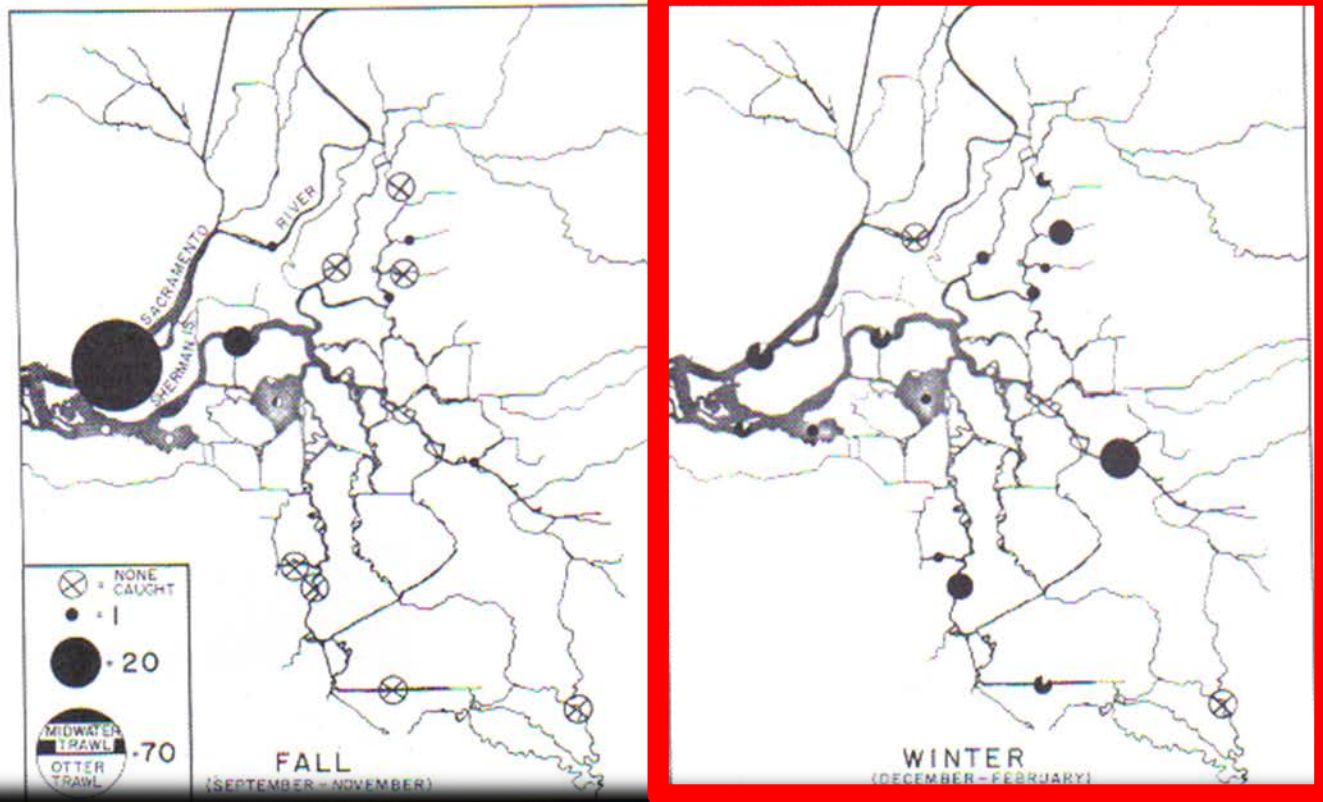 SACRAMENTO
RIVER
SHERMAN IS.
= NONE
CAUGHT
= 1
= 20
MIDWATER
TRAWL
OTTER
TRAWL
= 70
FALL
(SEPTEMBER - NOVEMBER)
WINTER
(DECEMBER - FEBRUARY)